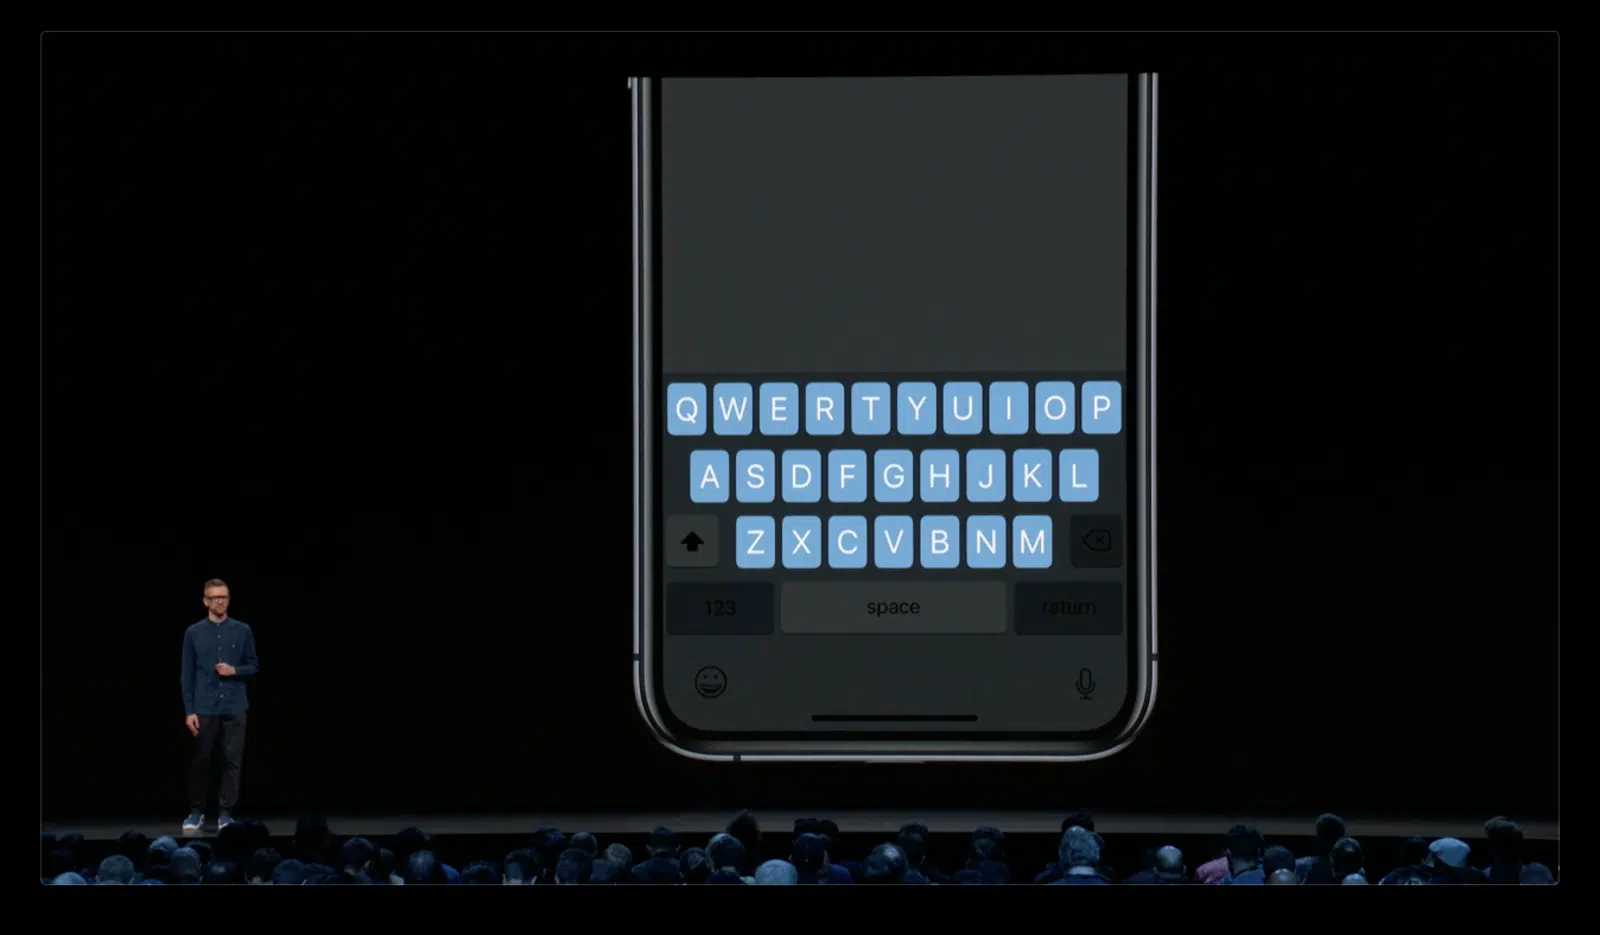 Q W E R T Y U I O P
A S D F G H J K L
Z X C V B N M
123 space return